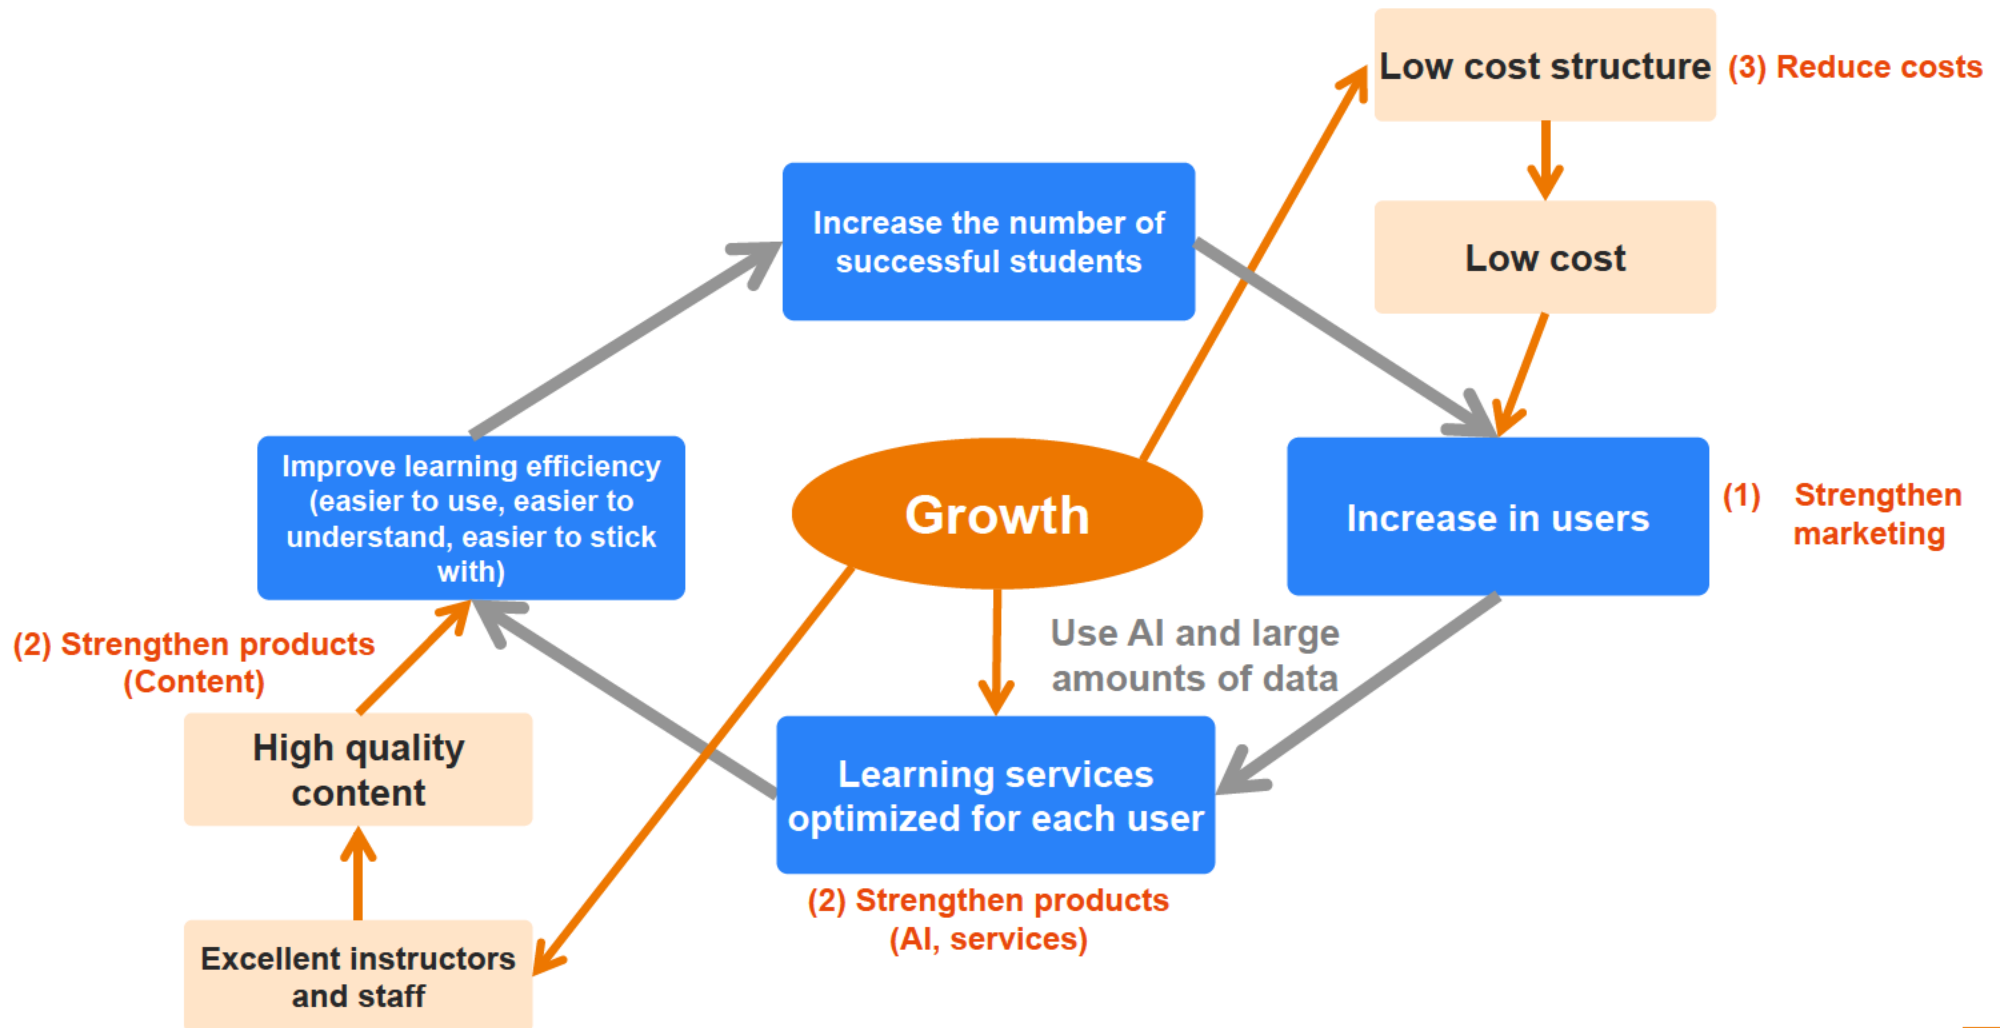 Low cost structure
(3) Reduce costs
Increase the number of
successful students
Low cost
Improve learning efficiency
(easier to use, easier to
understand, easier to stick
with)
Growth
Increase in users
(1) Strengthen
marketing
(2) Strengthen products
(Content)
Use AI and large
amounts of data
High quality
content
Learning services
optimized for each user
(2) Strengthen products
(AI, services)
Excellent instructors
and staff